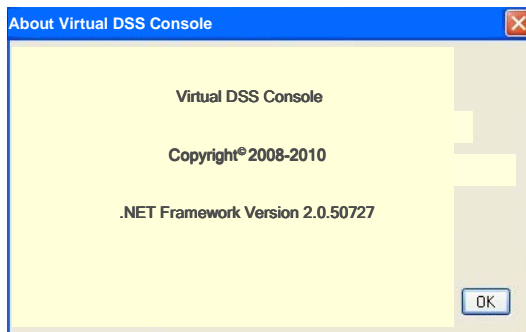 About Virtual DSS Console
Virtual DSS Console
Copyright© 2008-2010
.NET Framework Version 2.0.50727
OK